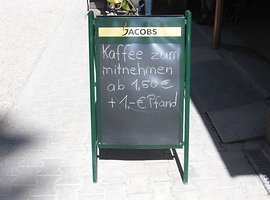 JACOBS
Kaffee zum
mitnehmen
ab 1,50 €
+ 1,-€ Pfand